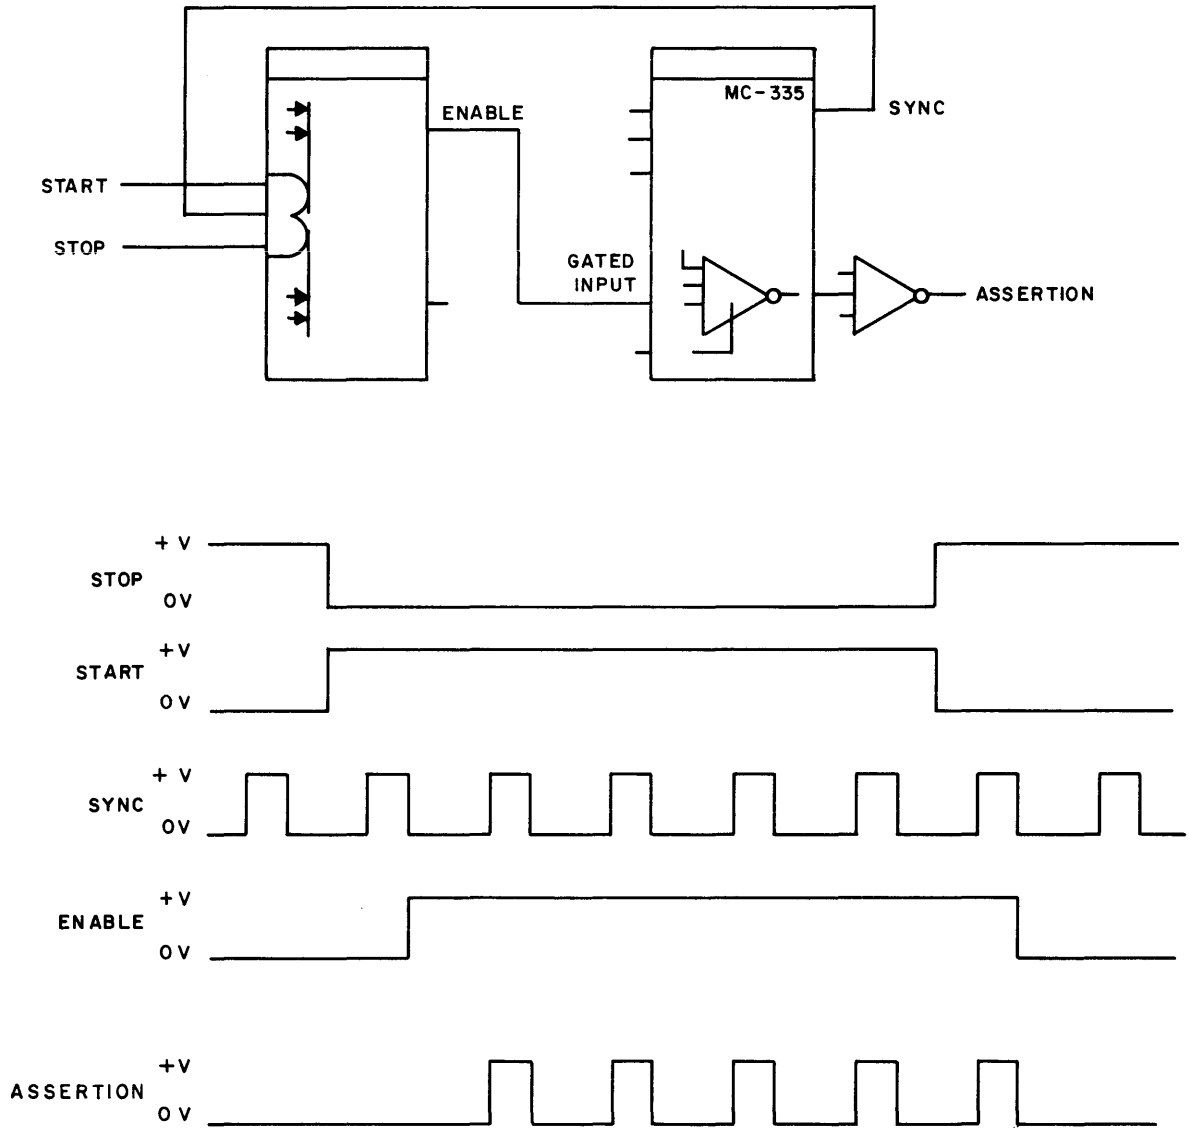 MC-335
ENABLE
SYNC
START
STOP
GATED
INPUT
ASSERTION
+V
STOP
0V
+V
START
0V
+V
SYNC
0V
+V
ENABLE
0V
+V
ASSERTION
0V